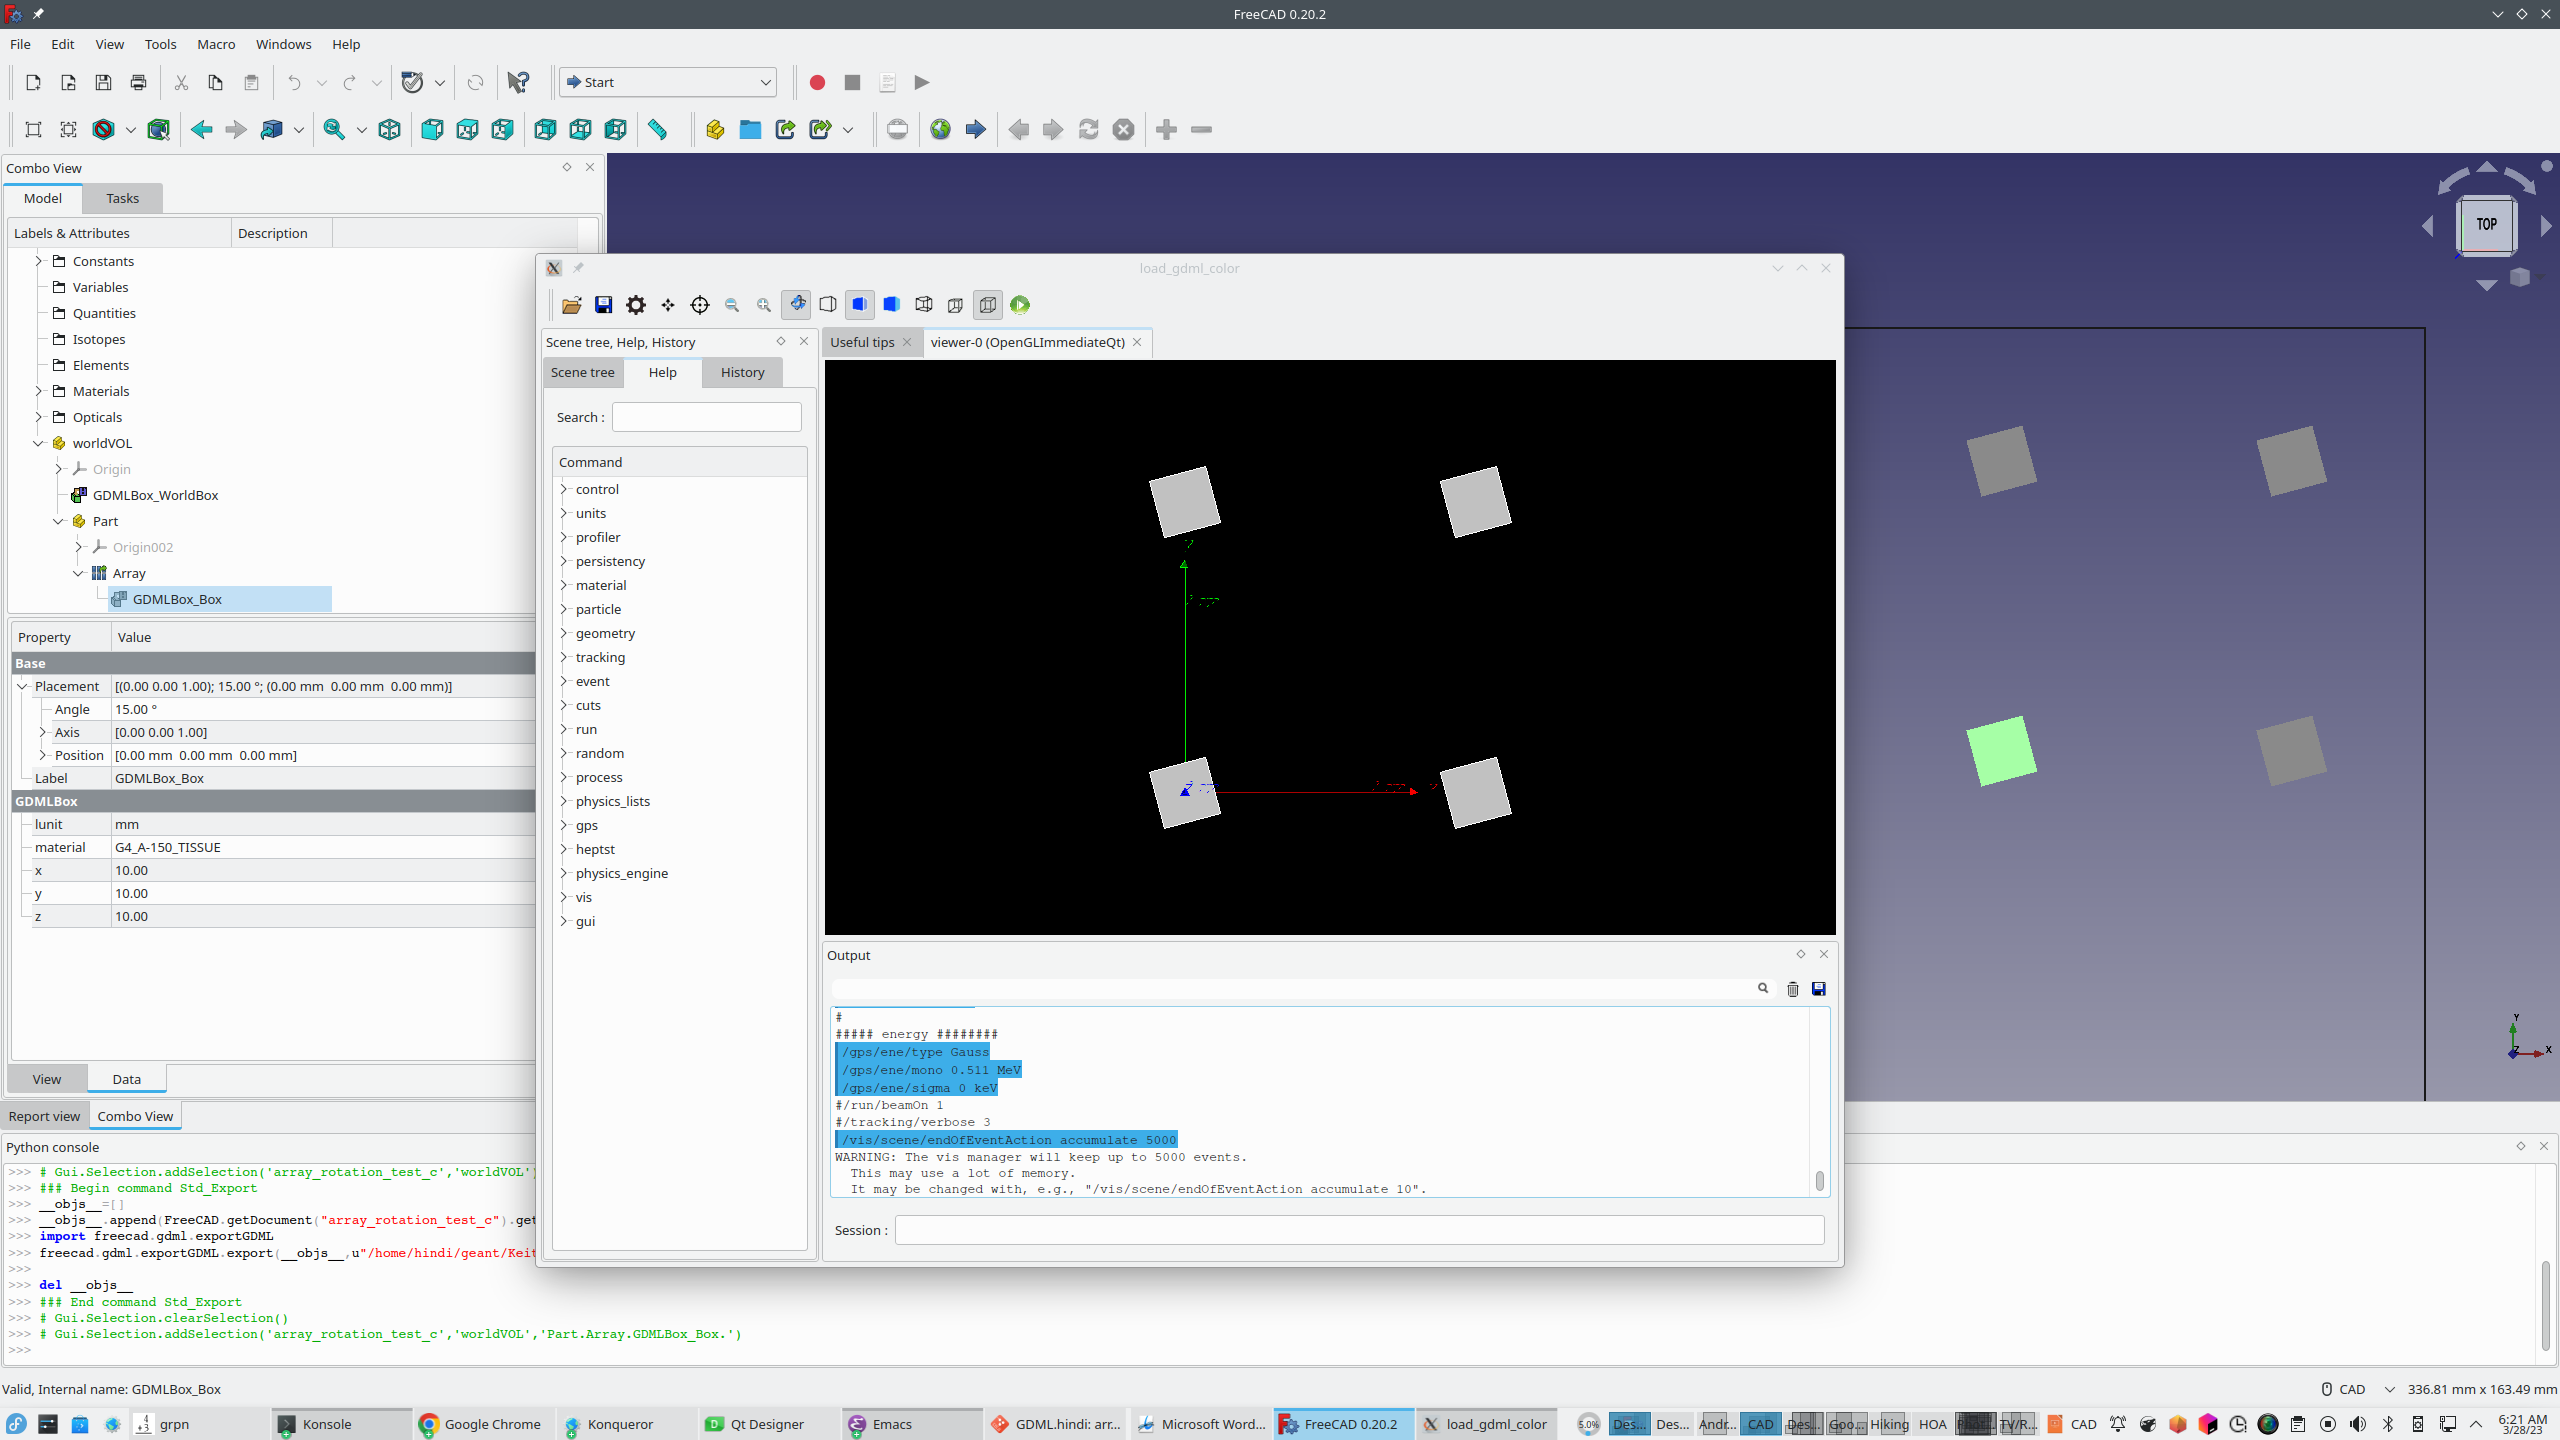 FreeCAD 0.20.2
File Edit View Tools Macro Windows Help
Start
Combo View
Model Tasks
Labels & Attributes Description
Constants
Variables
Quantities
Isotopes
Elements
Materials
Opticals
worldVOL
Origin
GDMLBox_WorldBox
Part
Origin002
Array
GDMLBox_Box
Property Value
Base
Placement [(0.00 0.00 1.00); 15.00 °; (0.00 mm 0.00 mm 0.00 mm)]
Angle 15.00 °
Axis [0.00 0.00 1.00]
Position [0.00 mm 0.00 mm 0.00 mm]
Label GDMLBox_Box
GDMLBox
lunit mm
material G4_A-150_TISSUE
x 10.00
y 10.00
z 10.00
View Data
Report view Combo View
load_gdml_color
Scene tree, Help, History
Scene tree Help History
Search :
Command
control
units
profiler
persistency
material
particle
geometry
tracking
event
cuts
run
random
process
physics_lists
gps
heptst
physics_engine
vis
gui
Useful tips viewer-0 (OpenGLImmediateQt)
Output
#
##### energy ########
/gps/ene/type Gauss
/gps/ene/mono 0.511 MeV
/gps/ene/sigma 0 keV
#/run/beamOn 1
#/tracking/verbose 3
/vis/scene/endOfEventAction accumulate 5000
WARNING: The vis manager will keep up to 5000 events.
This may use a lot of memory.
It may be changed with, e.g., "/vis/scene/endOfEventAction accumulate 10".
Session :
TOP
Y
Z X
Python console
>>> # Gui.Selection.addSelection('array_rotation_test_c','worldVOL'
>>> ### Begin command Std_Export
>>> __objs__=[]
>>> __objs__.append(FreeCAD.getDocument("array_rotation_test_c").get
>>> import freecad.gdml.exportGDML
>>> freecad.gdml.exportGDML.export(__objs__,u"/home/hindi/geant/Keit
>>>
>>> del __objs__
>>> ### End command Std_Export
>>> # Gui.Selection.clearSelection()
>>> # Gui.Selection.addSelection('array_rotation_test_c','worldVOL','Part.Array.GDMLBox_Box.')
>>>
Valid, Internal name: GDMLBox_Box
CAD 336.81 mm x 163.49 mm
grpn Konsole Google Chrome Konqueror Qt Designer Emacs GDML.hindi: arr... Microsoft Word... FreeCAD 0.20.2 load_gdml_color 5.0% Des... Des... Andr... CAD Des... Goo... Hiking HOA TV/R... CAD 6:21 AM
3/28/23